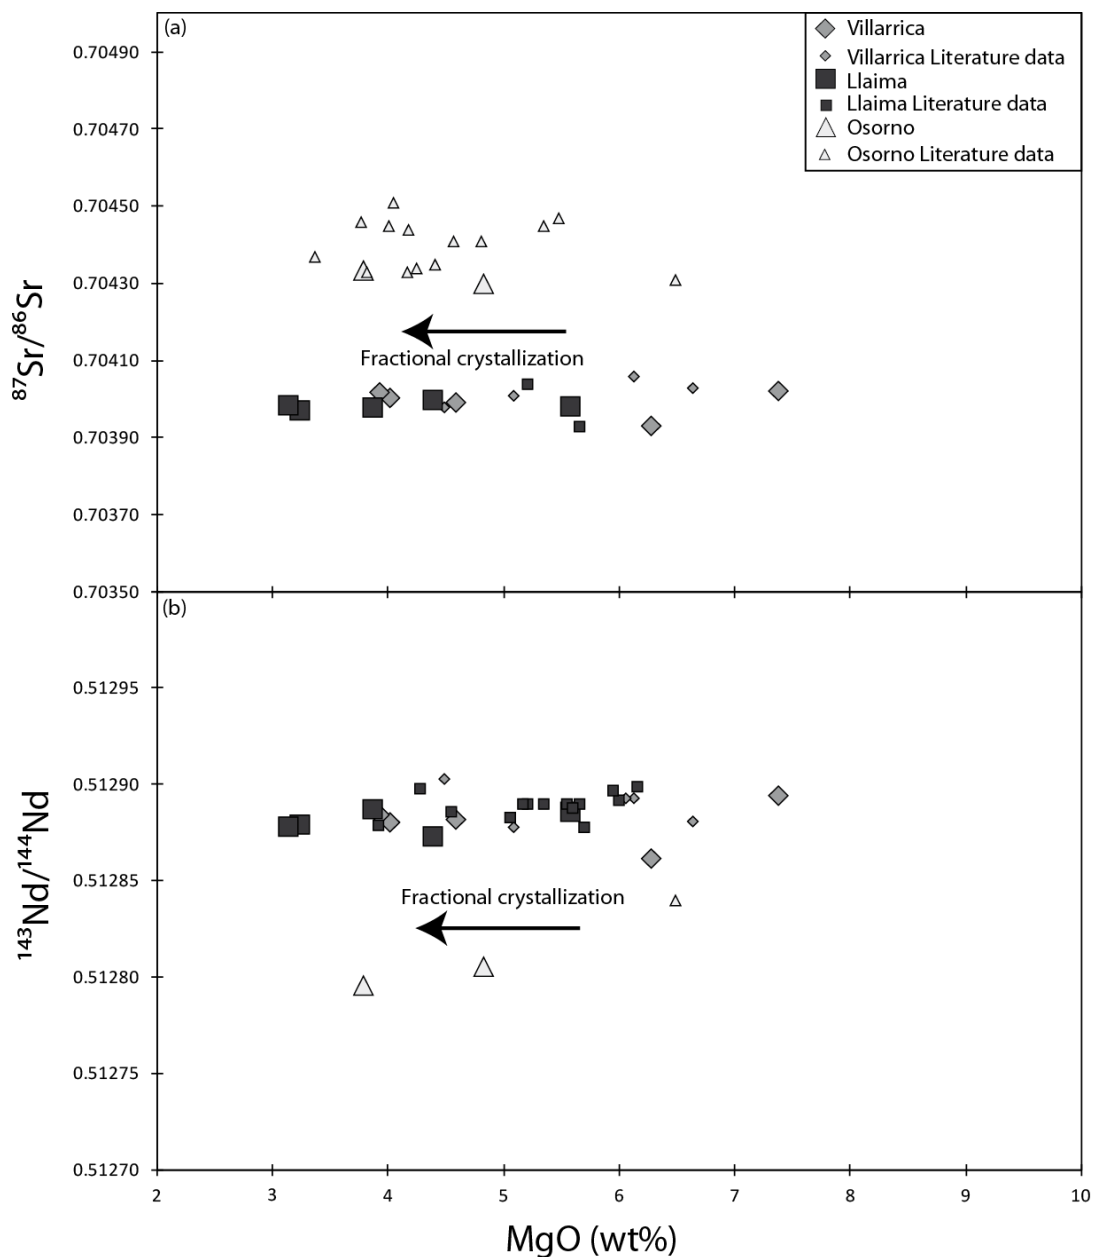 (a)
Villarrica
Villarrica Literature data
Llaima
Llaima Literature data
Osorno
Osorno Literature data
0.70490
0.70470
0.70450
0.70430
0.70410
0.70390
0.70370
0.70350
⁸⁷Sr/⁸⁶Sr
Fractional crystallization
(b)
0.51295
0.51290
0.51285
0.51280
0.51275
0.51270
¹⁴³Nd/¹⁴⁴Nd
Fractional crystallization
2 3 4 5 6 7 8 9 10
MgO (wt%)